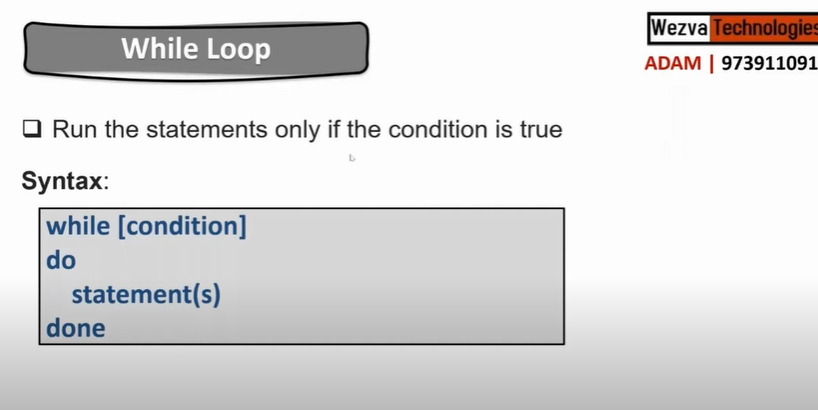 While Loop
Wezva Technologies
ADAM | 973911091
Run the statements only if the condition is true
Syntax:
while [condition]
do
statement(s)
done